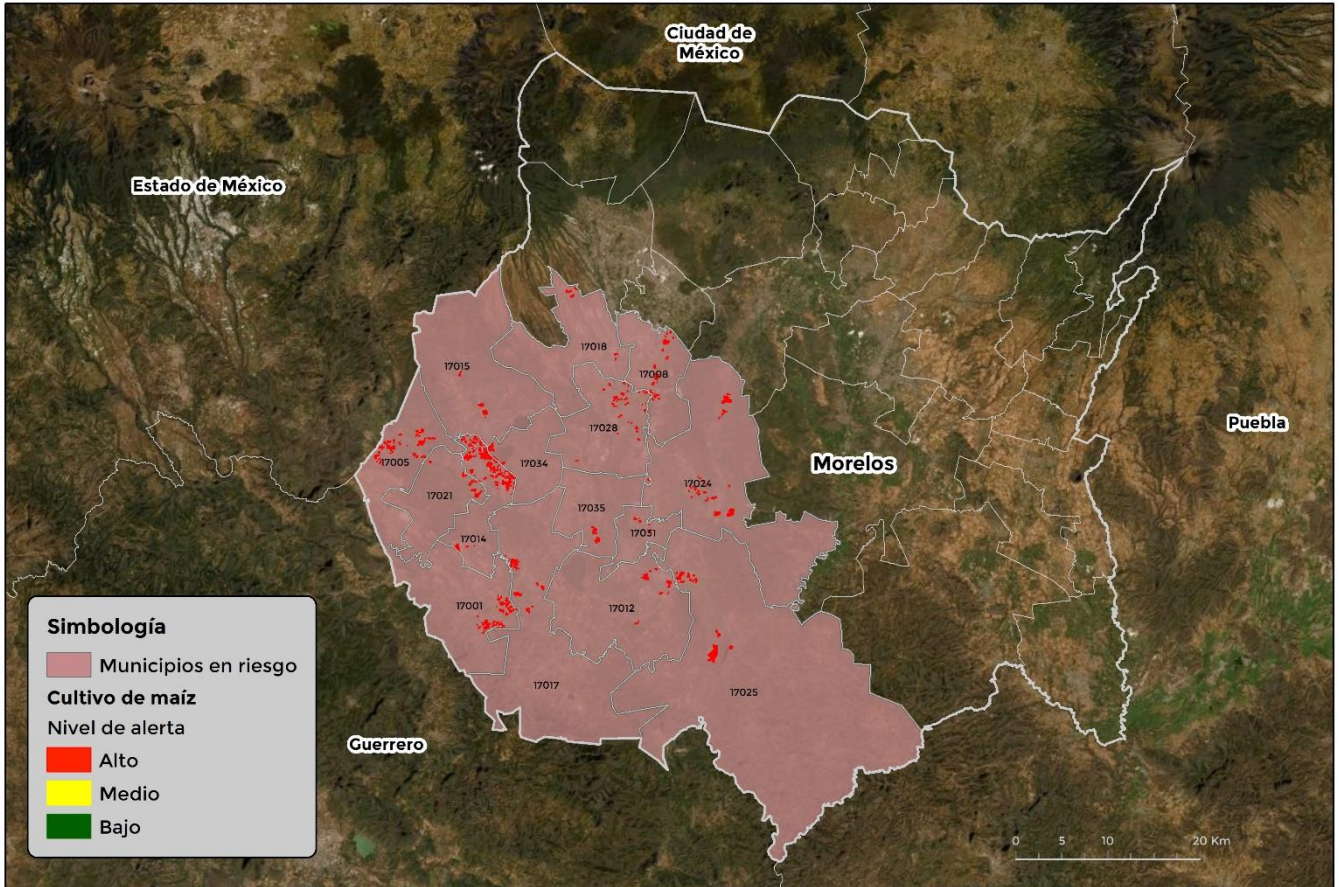 Ciudad de
México
Estado de México
17018
17015
17008
17028
Puebla
17005
17034
Morelos
17021
17024
17035
17031
17014
17001
17012
17017
17025
Guerrero
Simbología
Municipios en riesgo
Cultivo de maíz
Nivel de alerta
Alto
Medio
Bajo
0 5 10 20 Km